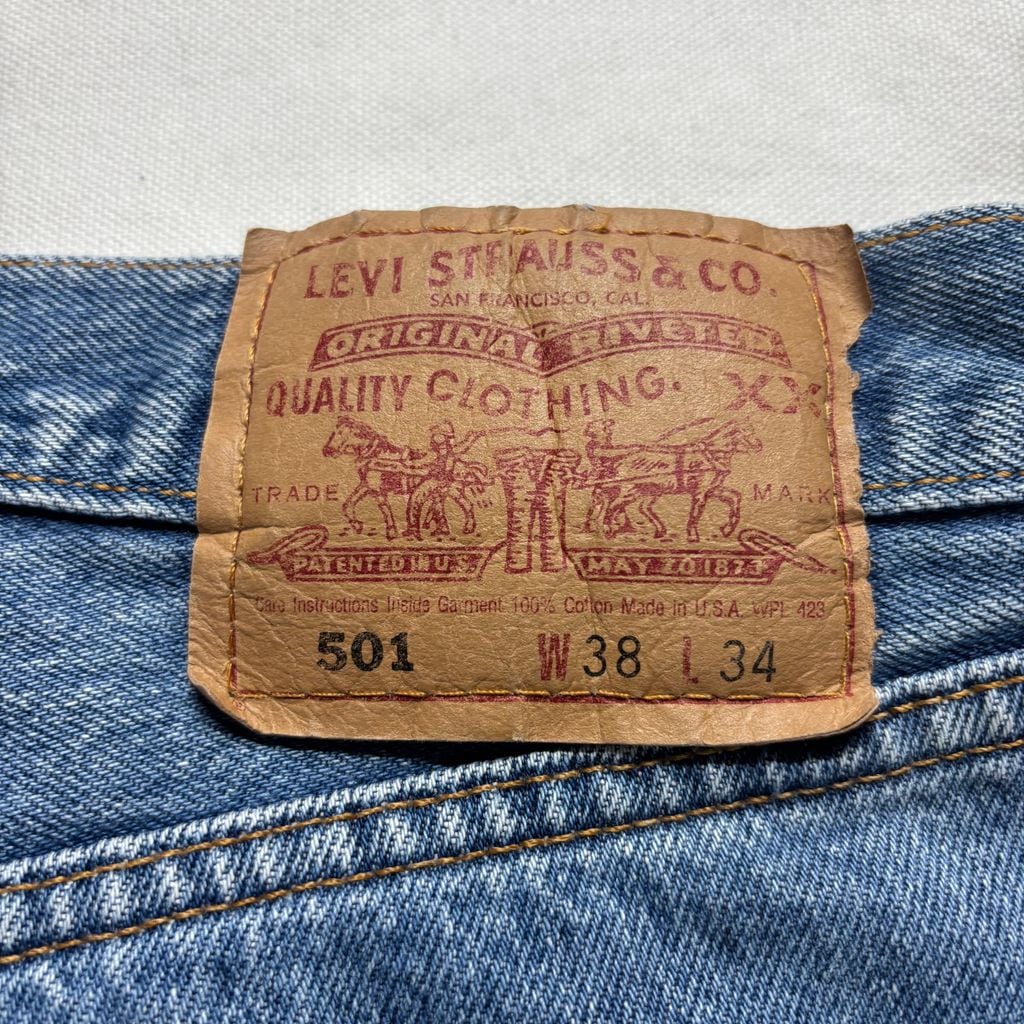 LEVI STRAUSS & CO.
SAN FRANCISCO, CAL.
ORIGINAL RIVETED
QUALITY CLOTHING. XX
TRADE MARK
PATENTED IN U.S. MAY 20 1873
Care Instructions Inside Garment 100% Cotton Made in U.S.A. WPL 423
501 W 38 L 34